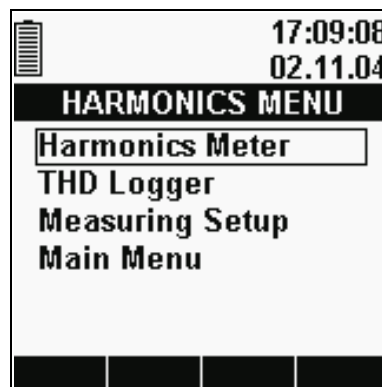 17:09:08
02.11.04
HARMONICS MENU
Harmonics Meter
THD Logger
Measuring Setup
Main Menu